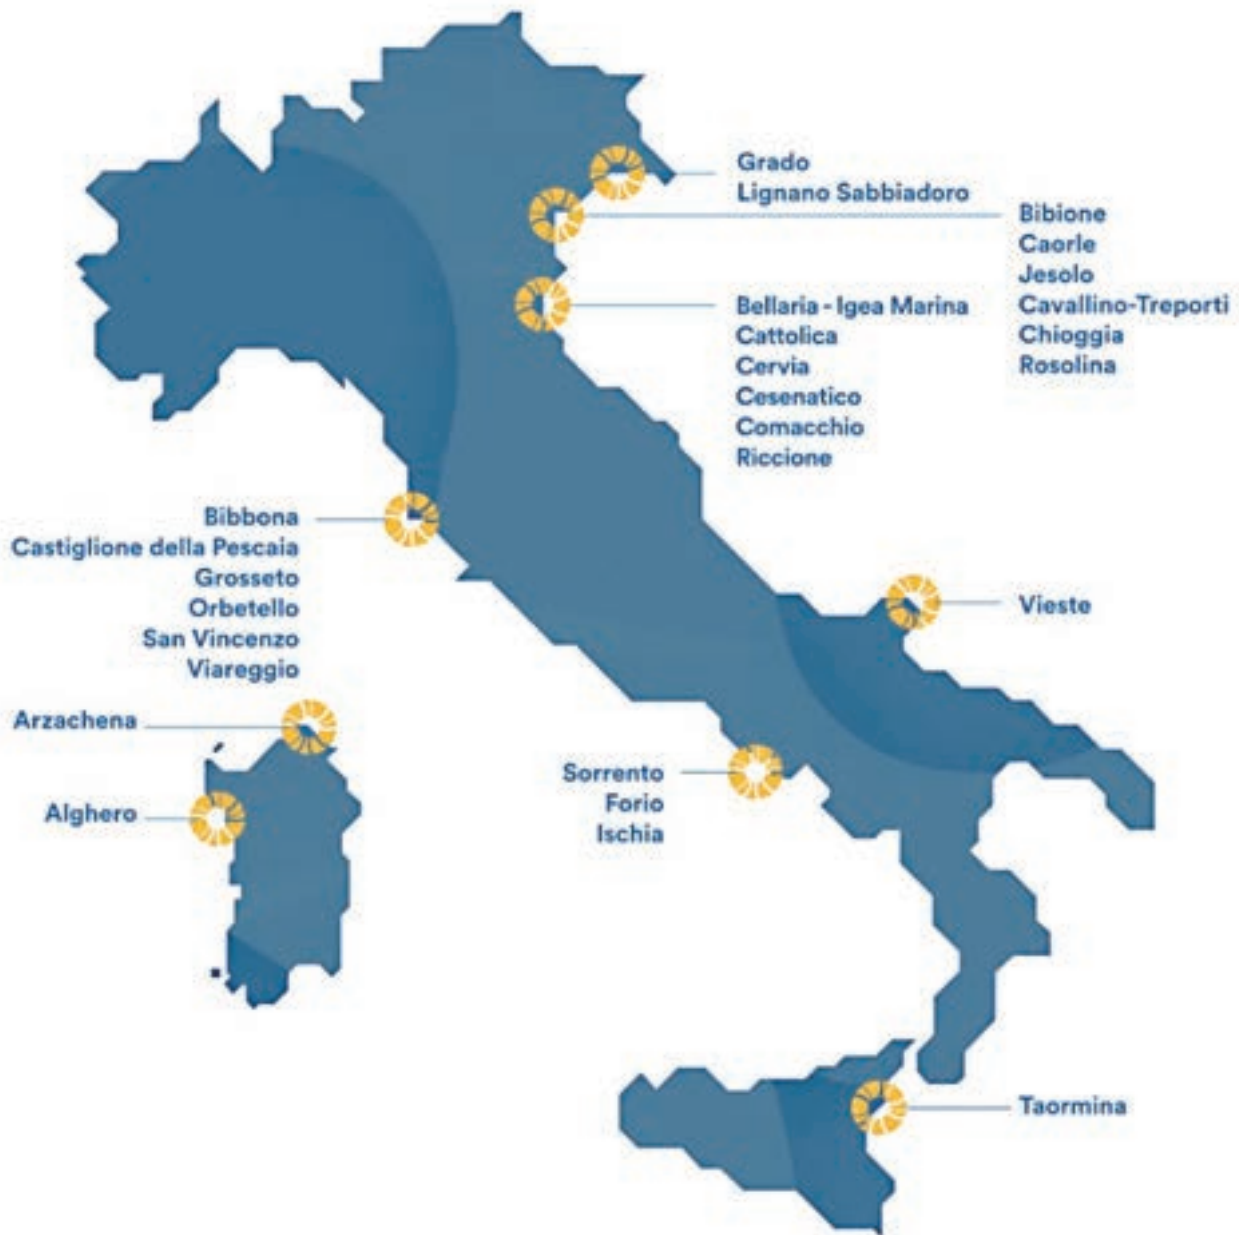 Grado
Lignano Sabbiadoro
Bibione
Caorle
Jesolo
Cavallino-Treporti
Chioggia
Rosolina
Bellaria - Igea Marina
Cattolica
Cervia
Cesenatico
Comacchio
Riccione
Bibbona
Castiglione della Pescaia
Grosseto
Orbetello
San Vincenzo
Viareggio
Vieste
Arzachena
Alghero
Sorrento
Forio
Ischia
Taormina